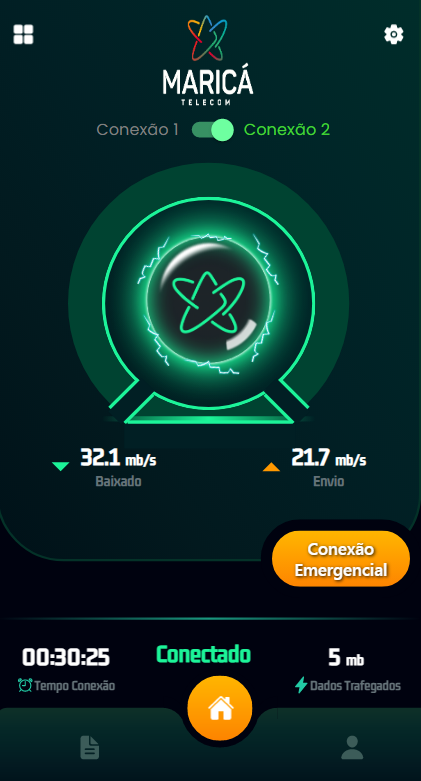 MARICÁ
TELECOM
Conexão 1 Conexão 2
32.1 mb/s 21.7 mb/s
Baixado Envio
Conexão
Emergencial
00:30:25 Conectado 5 mb
Tempo Conexão Dados Trafegados